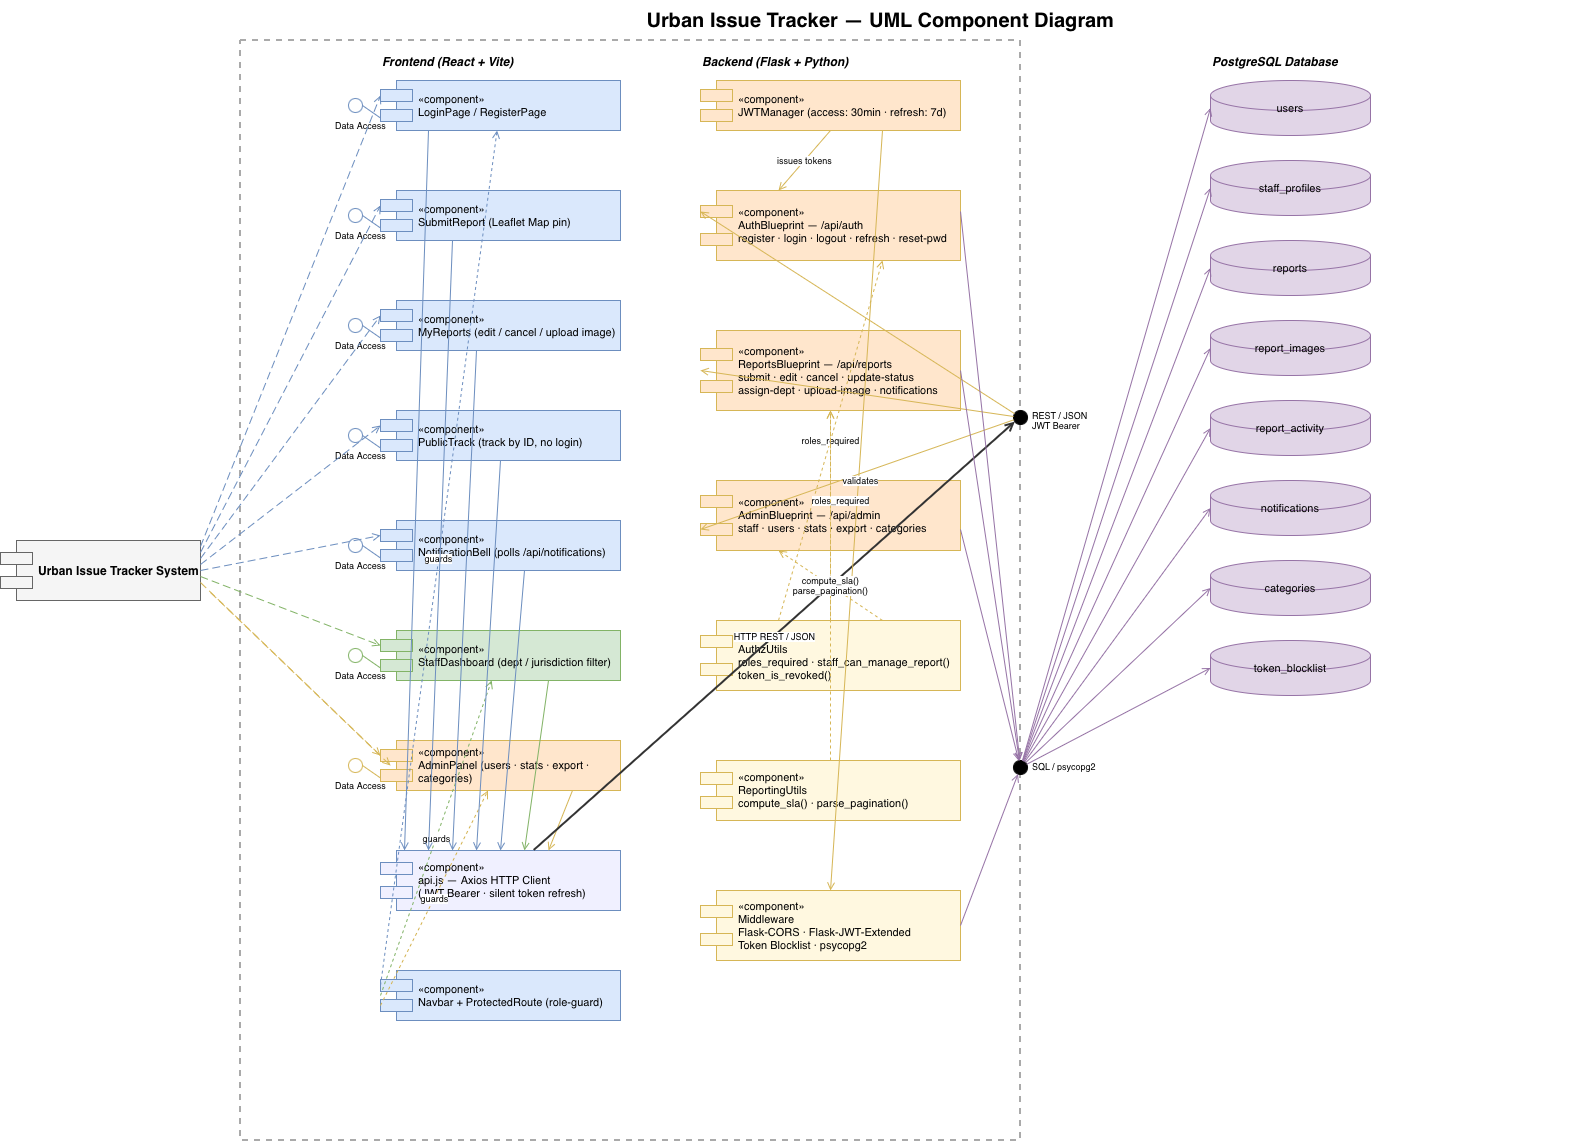 Urban Issue Tracker — UML Component Diagram
Frontend (React + Vite)
Backend (Flask + Python)
PostgreSQL Database
Urban Issue Tracker System
«component»
LoginPage / RegisterPage
Data Access
«component»
SubmitReport (Leaflet Map pin)
Data Access
«component»
MyReports (edit / cancel / upload image)
Data Access
«component»
PublicTrack (track by ID, no login)
Data Access
«component»
NotificationBell (polls /api/notifications)
guards
Data Access
«component»
StaffDashboard (dept / jurisdiction filter)
Data Access
«component»
AdminPanel (users · stats · export ·
categories)
Data Access
guards
«component»
api.js — Axios HTTP Client
(JWT Bearer · silent token refresh)
guards
«component»
Navbar + ProtectedRoute (role-guard)
«component»
JWTManager (access: 30min · refresh: 7d)
issues tokens
«component»
AuthBlueprint — /api/auth
register · login · logout · refresh · reset-pwd
«component»
ReportsBlueprint — /api/reports
submit · edit · cancel · update-status
assign-dept · upload-image · notifications
roles_required
validates
«component»
roles_required
AdminBlueprint — /api/admin
staff · users · stats · export · categories
compute_sla()
parse_pagination()
HTTP REST / JSON
AuthzUtils
roles_required · staff_can_manage_report()
token_is_revoked()
«component»
ReportingUtils
compute_sla() · parse_pagination()
«component»
Middleware
Flask-CORS · Flask-JWT-Extended
Token Blocklist · psycopg2
REST / JSON
JWT Bearer
SQL / psycopg2
users
staff_profiles
reports
report_images
report_activity
notifications
categories
token_blocklist